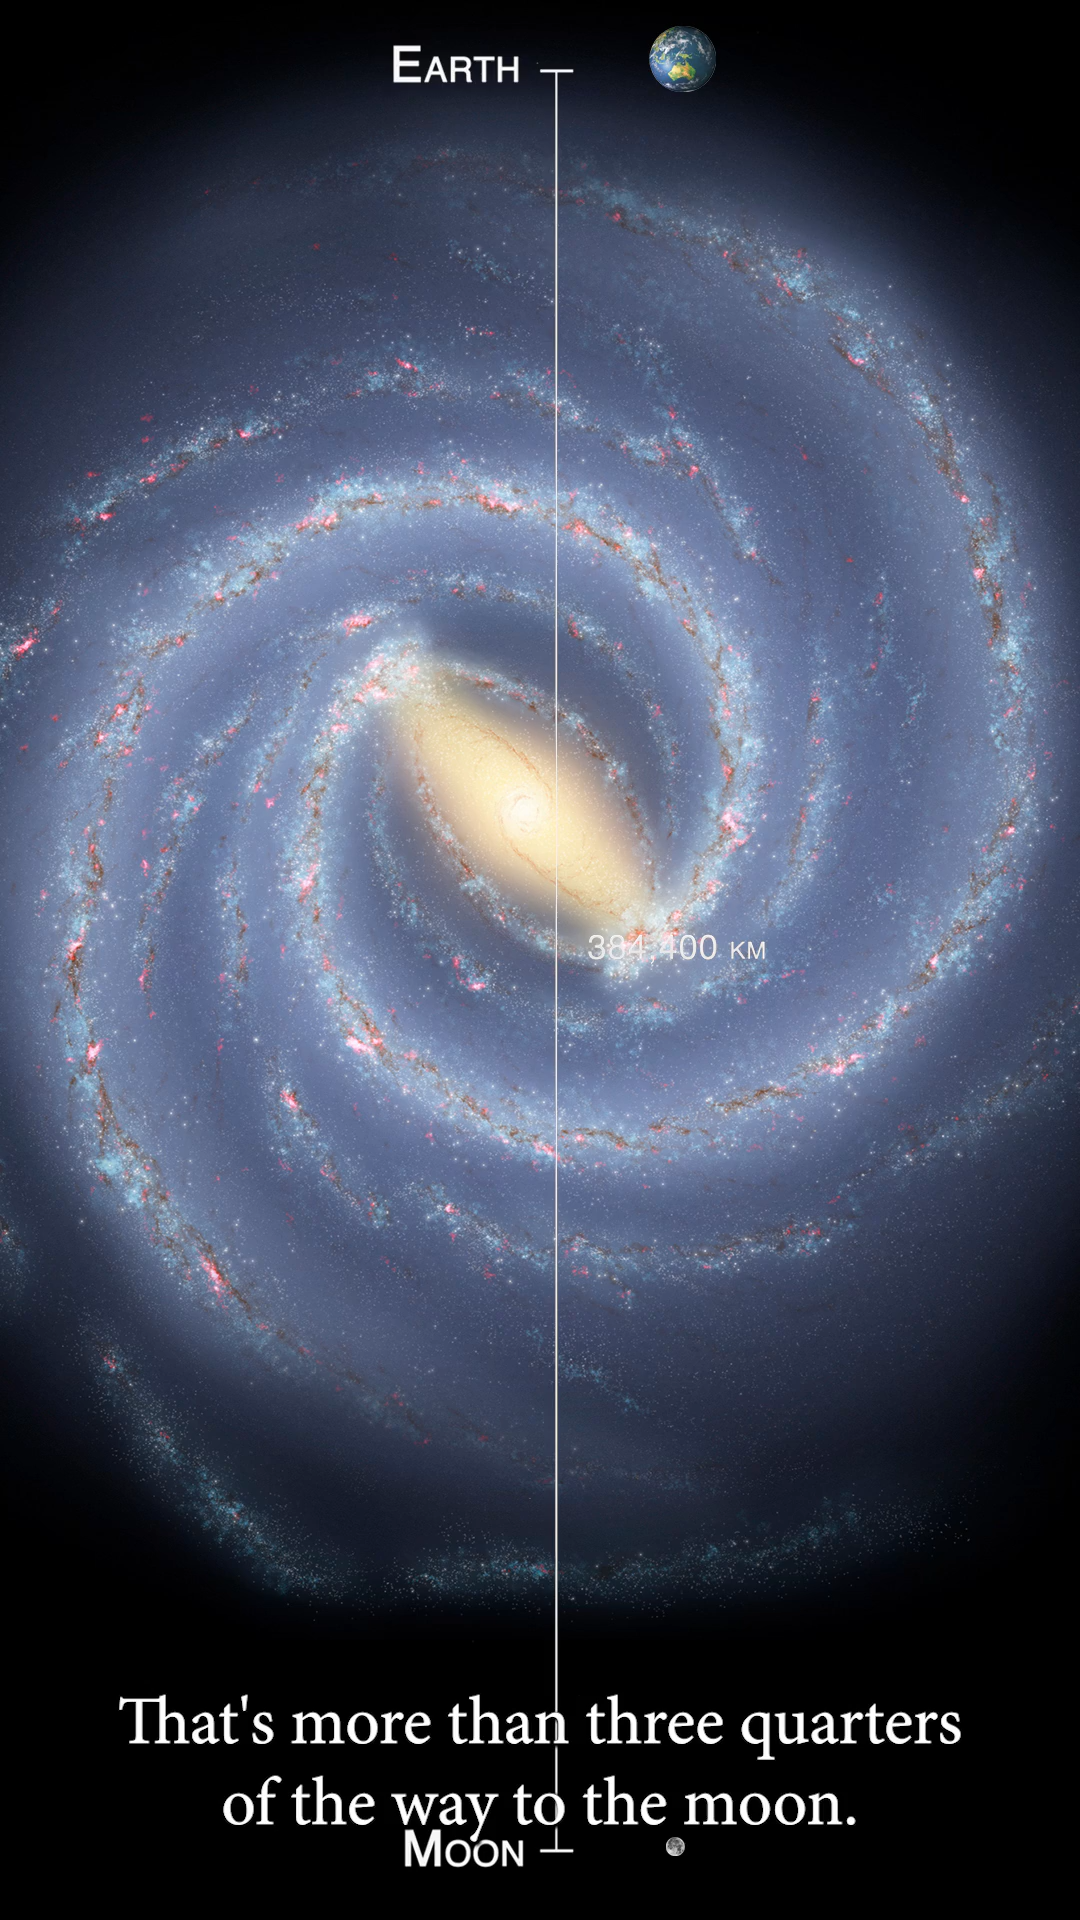 Earth
384,400 km
That's more than three quarters
of the way to the moon.
Moon